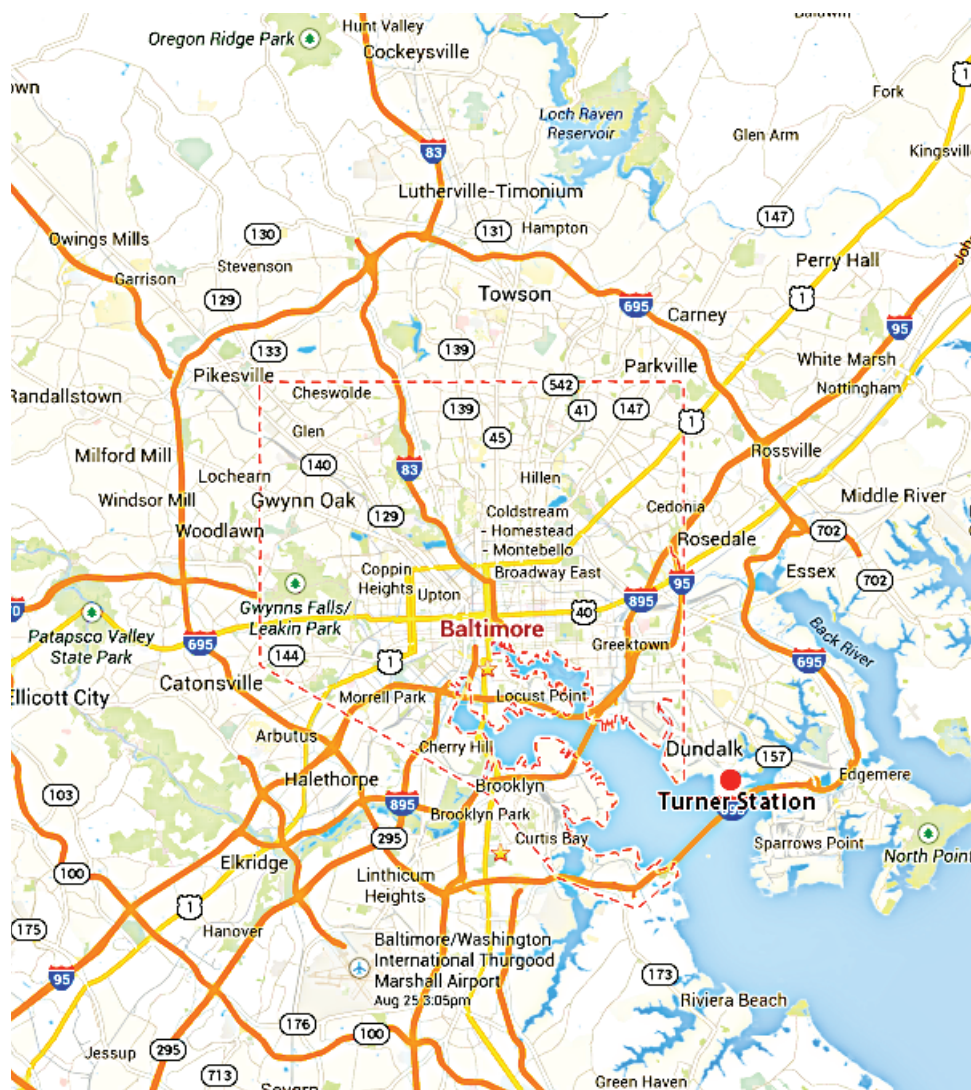 Hunt Valley
Baldwin
Oregon Ridge Park
Cockeysville
1
own
Fork
Loch Raven
Reservoir
Glen Arm
Kingsville
83
Lutherville-Timonium
147
130
131
Hampton
Owings Mills
Stevenson
Garrison
Perry Hall
129
Towson
1
695
Carney
95
133
139
White Marsh
Pikesville
Parkville
Nottingham
Randallstown
Cheswolde
542
139
41
147
1
Glen
45
Milford Mill
140
Rossville
Lochearn
83
Hillen
Windsor Mill
Gwynn Oak
Middle River
129
Coldstream
- Homestead
- Montebello
Cedonia
Woodlawn
Rosedale
702
Coppin
Heights
Broadway East
95
Essex
702
Upton
895
Gwynns Falls/
Leakin Park
40
Patapsco Valley
State Park
695
Baltimore
Greektown
Back River
144
1
695
Catonsville
Ellicott City
Morrell Park
Locust Point
Arbutus
Cherry Hill
Dundalk
157
Halethorpe
Brooklyn
Edgemere
103
895
Turner Station
695
Brooklyn Park
295
Curtis Bay
Sparrows Point
Elkridge
North Point
100
Linthicum
Heights
1
175
Hanover
Baltimore/Washington
International Thurgood
Marshall Airport
Aug 25 3:05pm
95
173
Riviera Beach
176
100
Jessup
295
713
Severn
Green Haven